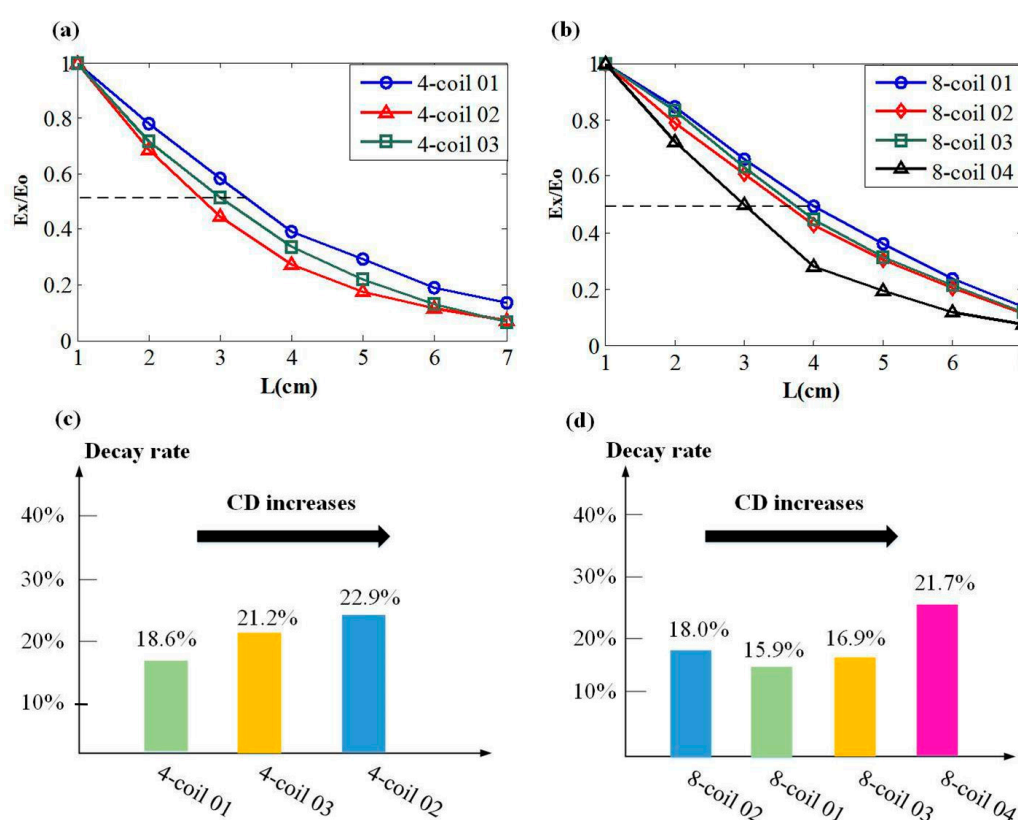 (a)
Ex/Eo
1
0.8
0.6
0.4
0.2
0
1 2 3 4 5 6 7
L(cm)
4-coil 01
4-coil 02
4-coil 03
(b)
Ex/Eo
1
0.8
0.6
0.4
0.2
0
1 2 3 4 5 6
L(cm)
8-coil 01
8-coil 02
8-coil 03
8-coil 04
(c)
Decay rate
CD increases
40%
30%
20%
10%
18.6%
21.2%
22.9%
4-coil 01
4-coil 03
4-coil 02
(d)
Decay rate
CD increases
40%
30%
20%
10%
18.0%
15.9%
16.9%
21.7%
8-coil 02
8-coil 01
8-coil 03
8-coil 04